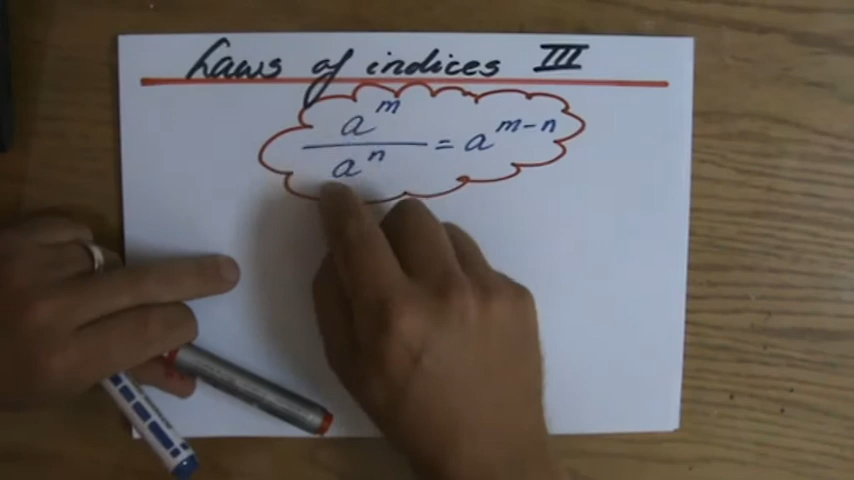 Laws of indices III
a^m / a^n = a^{m-n}